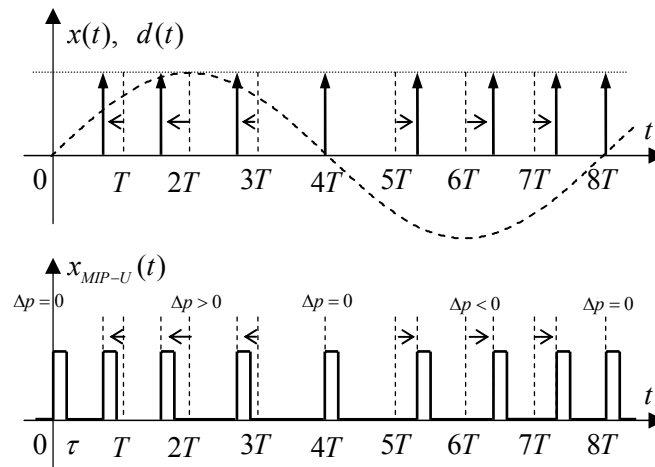 x(t), d(t)
t
0 T 2T 3T 4T 5T 6T 7T 8T
x_{MIP-U}(t)
Δp = 0 Δp > 0 Δp = 0 Δp < 0 Δp = 0
t
0 τ T 2T 3T 4T 5T 6T 7T 8T